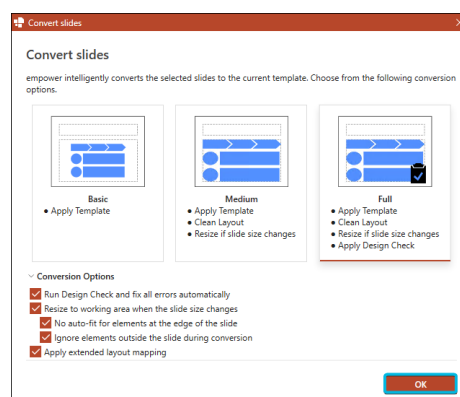 Convert slides
Convert slides
empower intelligently converts the selected slides to the current template. Choose from the following conversion
options.
Basic
• Apply Template
Medium
• Apply Template
• Clean Layout
• Resize if slide size changes
Full
• Apply Template
• Clean Layout
• Resize if slide size changes
• Apply Design Check
Conversion Options
Run Design Check and fix all errors automatically
Resize to working area when the slide size changes
No auto-fit for elements at the edge of the slide
Ignore elements outside the slide during conversion
Apply extended layout mapping
OK